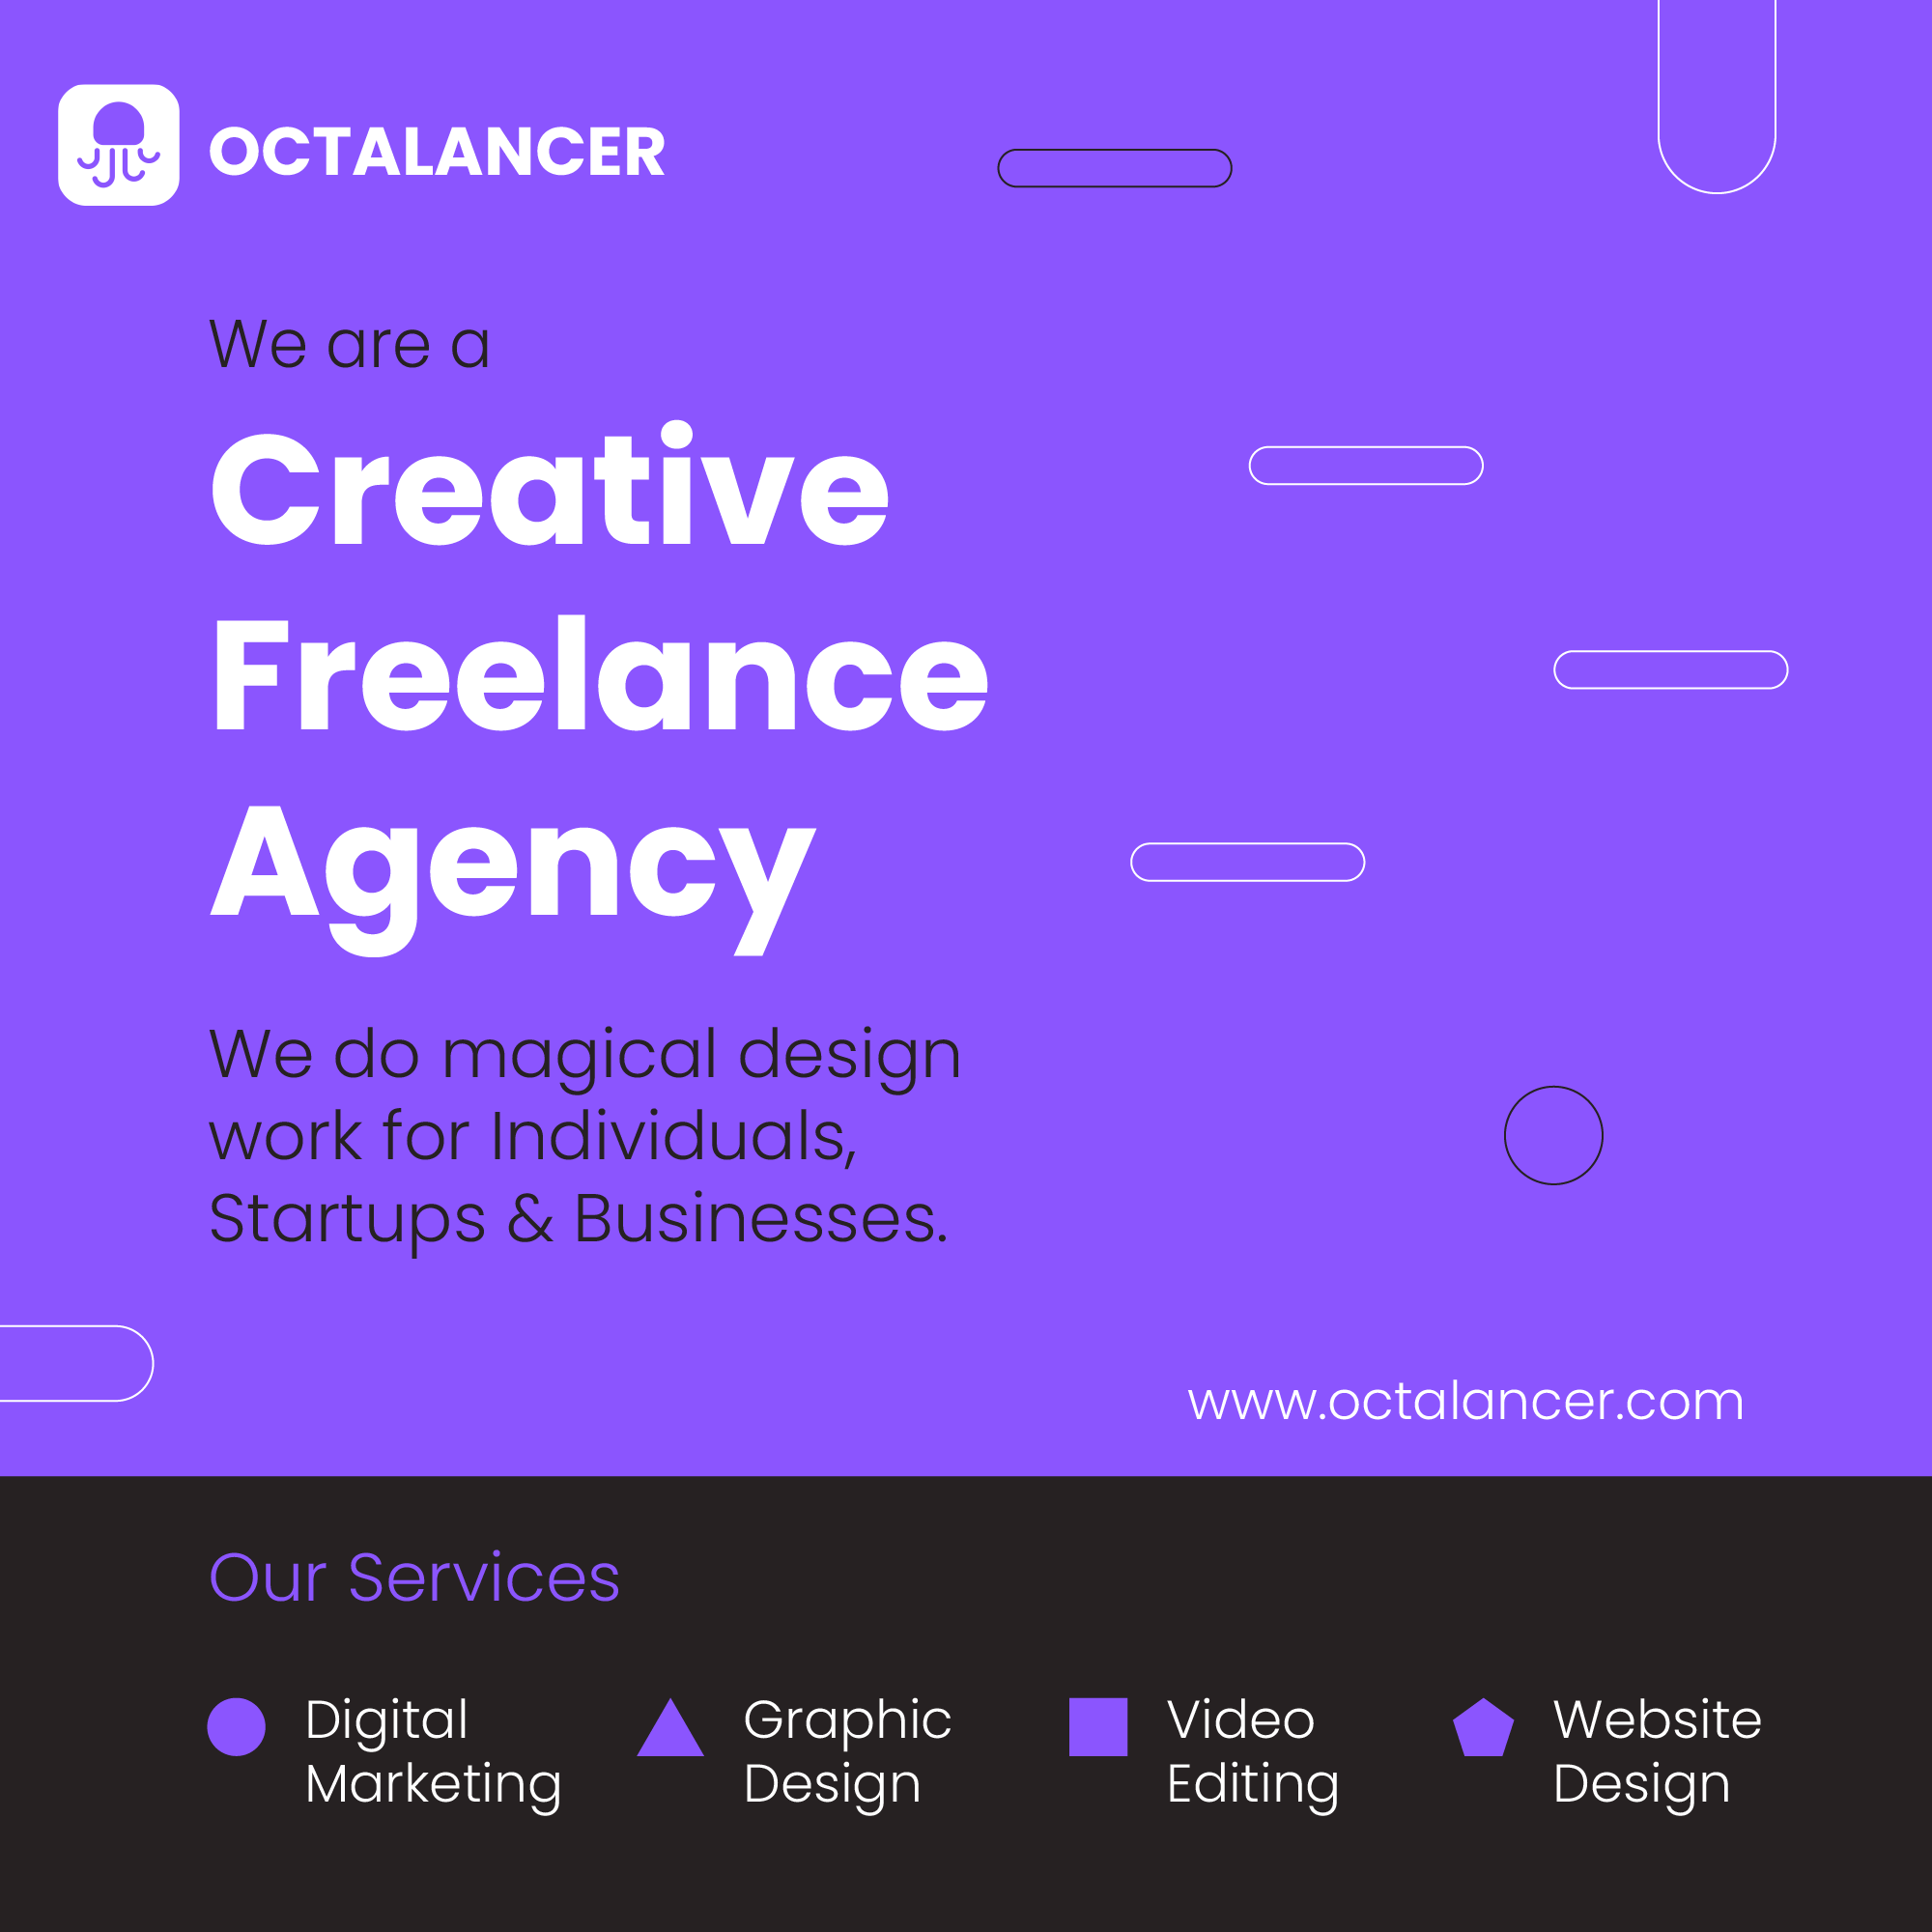 OCTALANCER
We are a
Creative
Freelance
Agency
We do magical design
work for Individuals,
Startups & Businesses.
www.octalancer.com
Our Services
Digital
Marketing
Graphic
Design
Video
Editing
Website
Design